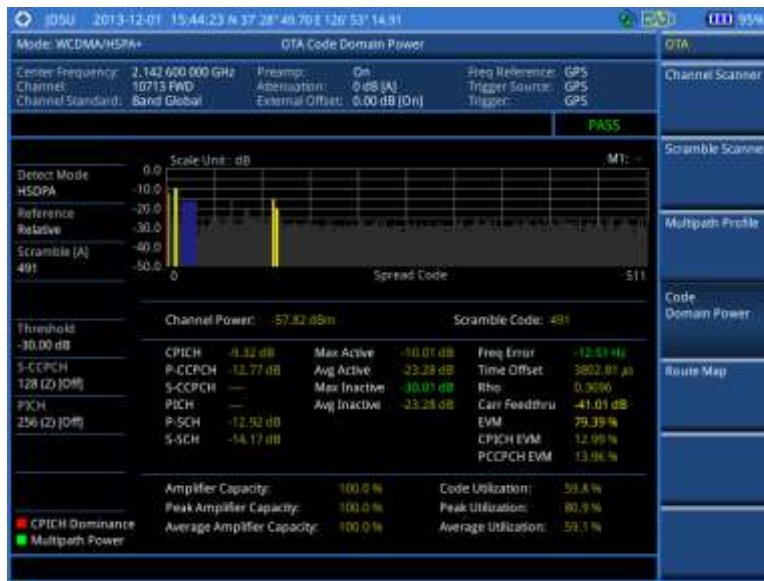 JDSU 2013-12-01 15:44:23 N 37° 28' 49.70 E 126° 53' 14.91 95%
Mode: WCDMA/HSPA+ OTA Code Domain Power OTA
Center Frequency: 2.142 600 000 GHz Preamp: On Freq Reference: GPS
Channel: 10713 FWD Attenuation: 0 dB [A] Trigger Source: GPS
Channel Standard: Band Global External Offset: 0.00 dB [On] Trigger: GPS
Channel Scanner
PASS
Scramble Scanner
Scale Unit : dB M1: --
Detect Mode
HSDPA
Reference
Relative
Scramble [A]
491
0.0
-10.0
-20.0
-30.0
-40.0
-50.0
0 Spread Code 511
Multipath Profile
Code
Domain Power
Channel Power: -57.82 dBm Scramble Code: 491
Threshold
-30.00 dB
S-CCPCH
128 (2) [Off]
PICH
256 (2) [Off]
CPICH -9.32 dB Max Active -10.01 dB Freq Error -12.51 Hz
P-CCPCH -12.77 dB Avg Active -23.28 dB Time Offset 3802.81 µs
S-CCPCH --- Max Inactive -30.01 dB Rho 0.3096
PICH --- Avg Inactive -23.28 dB Carr Feedthru -41.01 dB
P-SCH -12.92 dB EVM 79.39 %
S-SCH -14.17 dB CPICH EVM 12.99 %
PCCPCH EVM 13.96 %
Route Map
Amplifier Capacity: 100.0 % Code Utilization: 59.8 %
Peak Amplifier Capacity: 100.0 % Peak Utilization: 80.9 %
Average Amplifier Capacity: 100.0 % Average Utilization: 59.1 %
CPICH Dominance
Multipath Power